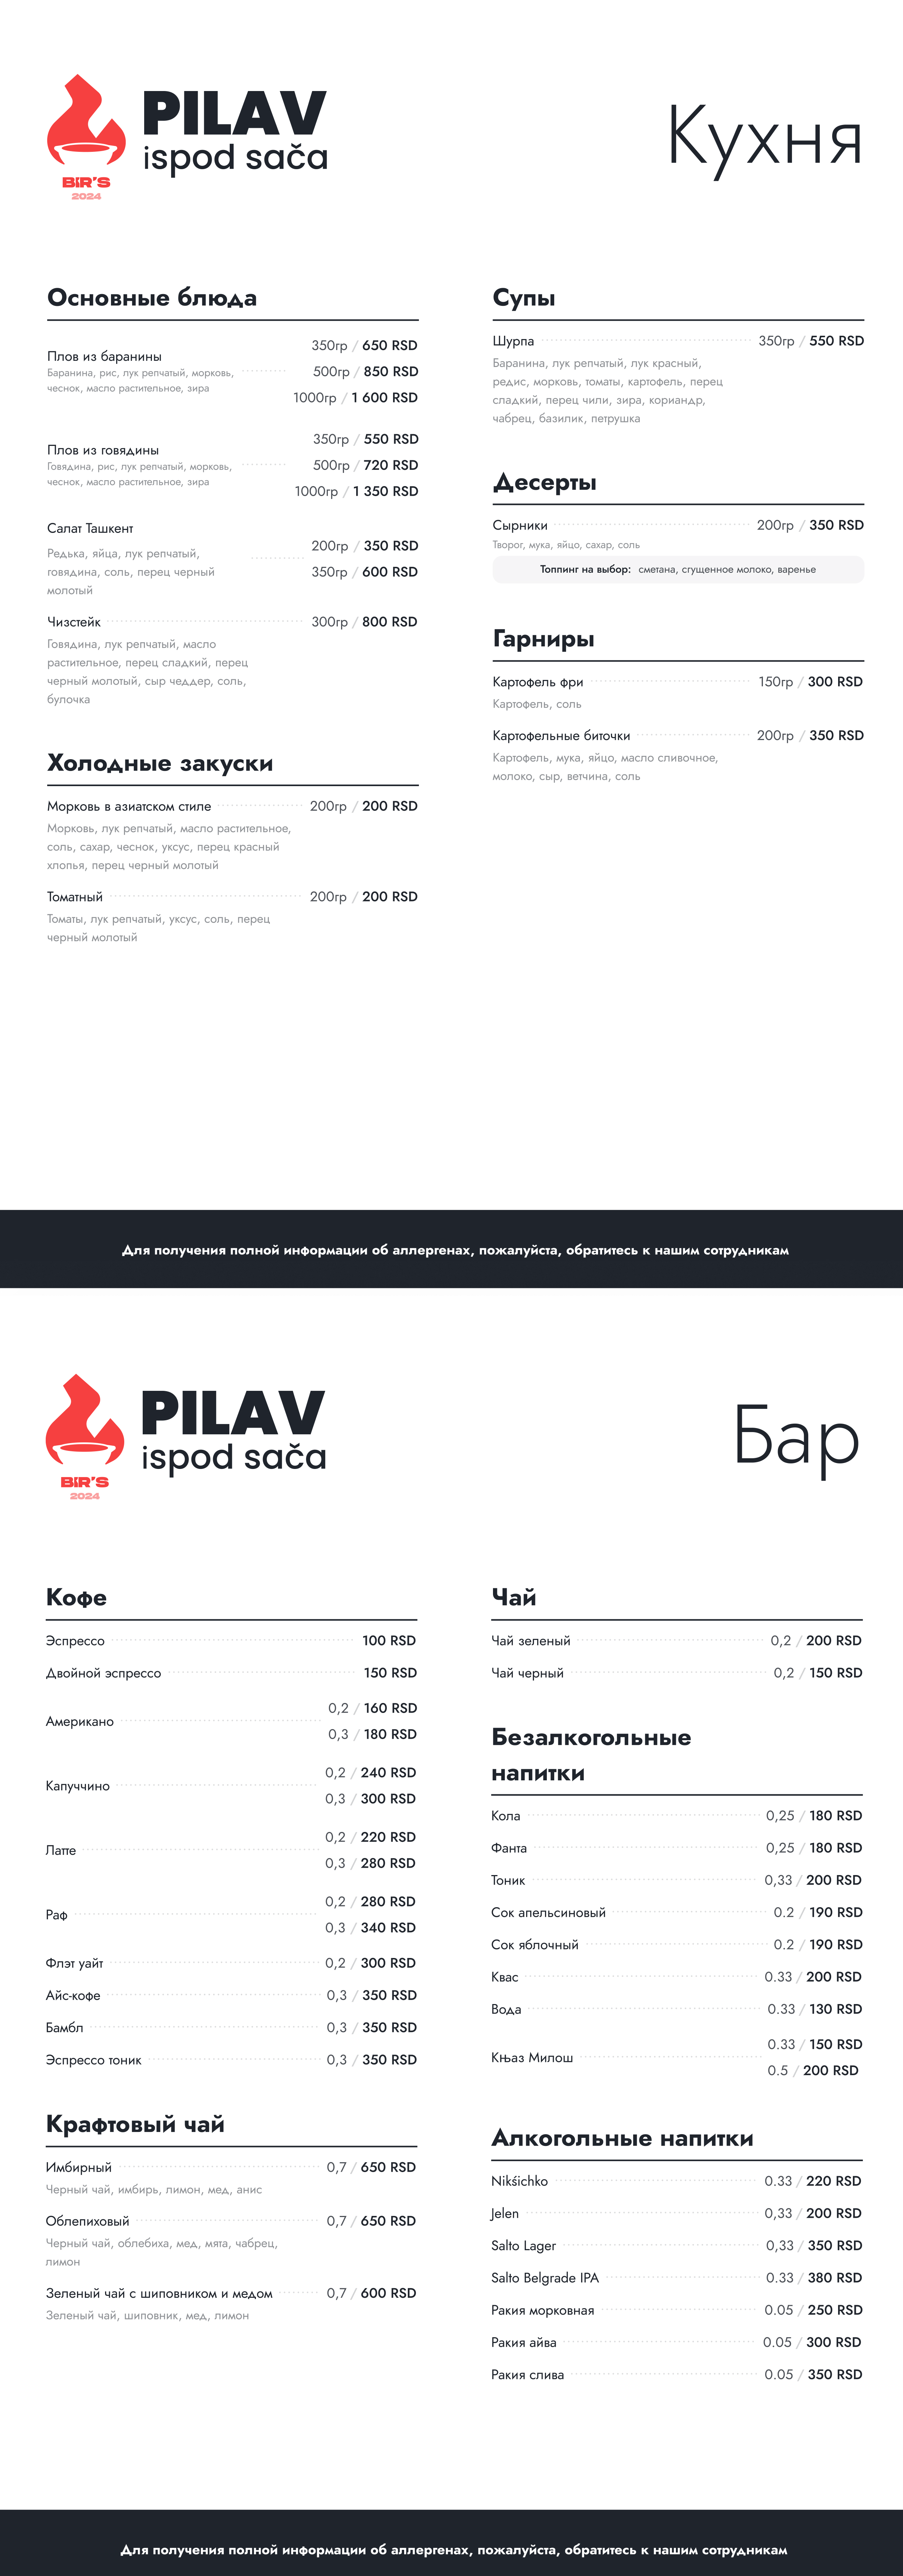 PILAV
ispod sača
BIR'S
2024
Кухня
Основные блюда
Плов из баранины
Баранина, рис, лук репчатый, морковь,
чеснок, масло растительное, зира
350гр / 650 RSD
500гр / 850 RSD
1000гр / 1 600 RSD
Плов из говядины
Говядина, рис, лук репчатый, морковь,
чеснок, масло растительное, зира
350гр / 550 RSD
500гр / 720 RSD
1000гр / 1 350 RSD
Салат Ташкент
Редька, яйца, лук репчатый,
говядина, соль, перец черный
молотый
200гр / 350 RSD
350гр / 600 RSD
Чизстейк 300гр / 800 RSD
Говядина, лук репчатый, масло
растительное, перец сладкий, перец
черный молотый, сыр чеддер, соль,
булочка
Холодные закуски
Морковь в азиатском стиле 200гр / 200 RSD
Морковь, лук репчатый, масло растительное,
соль, сахар, чеснок, уксус, перец красный
хлопья, перец черный молотый
Томатный 200гр / 200 RSD
Томаты, лук репчатый, уксус, соль, перец
черный молотый
Супы
Шурпа 350гр / 550 RSD
Баранина, лук репчатый, лук красный,
редис, морковь, томаты, картофель, перец
сладкий, перец чили, зира, кориандр,
чабрец, базилик, петрушка
Десерты
Сырники 200гр / 350 RSD
Творог, мука, яйцо, сахар, соль
Топпинг на выбор: сметана, сгущенное молоко, варенье
Гарниры
Картофель фри 150гр / 300 RSD
Картофель, соль
Картофельные биточки 200гр / 350 RSD
Картофель, мука, яйцо, масло сливочное,
молоко, сыр, ветчина, соль
Для получения полной информации об аллергенах, пожалуйста, обратитесь к нашим сотрудникам
PILAV
ispod sača
BIR'S
2024
Бар
Кофе
Эспрессо 100 RSD
Двойной эспрессо 150 RSD
Американо
0,2 / 160 RSD
0,3 / 180 RSD
Капуччино
0,2 / 240 RSD
0,3 / 300 RSD
Латте
0,2 / 220 RSD
0,3 / 280 RSD
Раф
0,2 / 280 RSD
0,3 / 340 RSD
Флэт уайт 0,2 / 300 RSD
Айс-кофе 0,3 / 350 RSD
Бамбл 0,3 / 350 RSD
Эспрессо тоник 0,3 / 350 RSD
Крафтовый чай
Имбирный 0,7 / 650 RSD
Черный чай, имбирь, лимон, мед, анис
Облепиховый 0,7 / 650 RSD
Черный чай, облебиха, мед, мята, чабрец,
лимон
Зеленый чай с шиповником и медом 0,7 / 600 RSD
Зеленый чай, шиповник, мед, лимон
Чай
Чай зеленый 0,2 / 200 RSD
Чай черный 0,2 / 150 RSD
Безалкогольные
напитки
Кола 0,25 / 180 RSD
Фанта 0,25 / 180 RSD
Тоник 0,33 / 200 RSD
Сок апельсиновый 0.2 / 190 RSD
Сок яблочный 0.2 / 190 RSD
Квас 0.33 / 200 RSD
Вода 0.33 / 130 RSD
Књаз Милош
0.33 / 150 RSD
0.5 / 200 RSD
Алкогольные напитки
Nikśichko 0.33 / 220 RSD
Jelen 0,33 / 200 RSD
Salto Lager 0,33 / 350 RSD
Salto Belgrade IPA 0.33 / 380 RSD
Ракия морковная 0.05 / 250 RSD
Ракия айва 0.05 / 300 RSD
Ракия слива 0.05 / 350 RSD
Для получения полной информации об аллергенах, пожалуйста, обратитесь к нашим сотрудникам